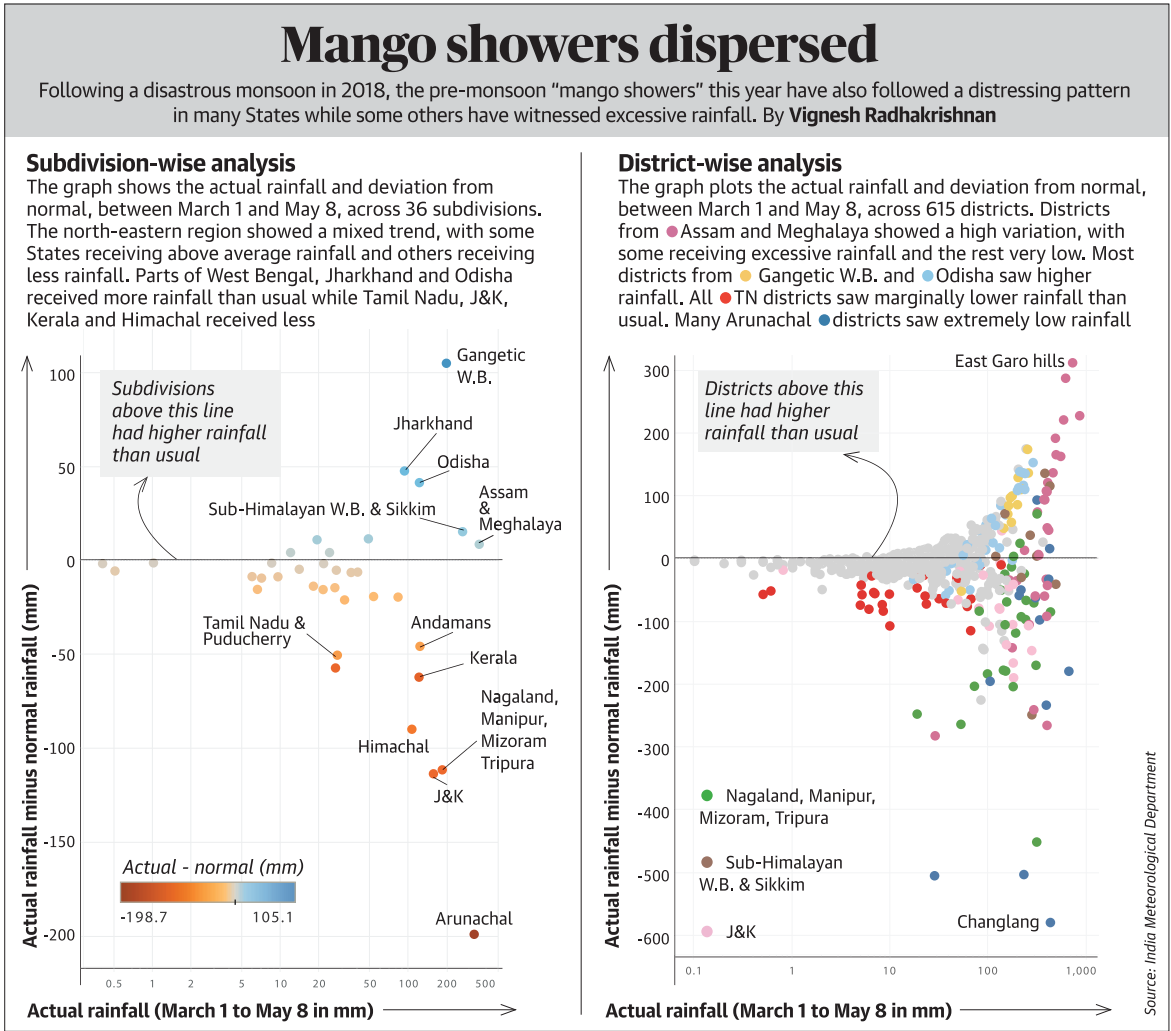 Mango showers dispersed
Following a disastrous monsoon in 2018, the pre-monsoon “mango showers” this year have also followed a distressing pattern
in many States while some others have witnessed excessive rainfall. By Vignesh Radhakrishnan
Subdivision-wise analysis
The graph shows the actual rainfall and deviation from
normal, between March 1 and May 8, across 36 subdivisions.
The north-eastern region showed a mixed trend, with some
States receiving above average rainfall and others receiving
less rainfall. Parts of West Bengal, Jharkhand and Odisha
received more rainfall than usual while Tamil Nadu, J&K,
Kerala and Himachal received less
Actual rainfall minus normal rainfall (mm)
100
50
0
-50
-100
-150
-200
Subdivisions
above this line
had higher rainfall
than usual
Gangetic
W.B.
Jharkhand
Odisha
Sub-Himalayan W.B. & Sikkim
Assam
&
Meghalaya
Tamil Nadu &
Puducherry
Andamans
Kerala
Nagaland,
Manipur,
Mizoram
Tripura
Himachal
J&K
Arunachal
Actual - normal (mm)
-198.7 105.1
0.5 1 2 5 10 20 50 100 200 500
Actual rainfall (March 1 to May 8 in mm)
District-wise analysis
The graph plots the actual rainfall and deviation from normal,
between March 1 and May 8, across 615 districts. Districts
from Assam and Meghalaya showed a high variation, with
some receiving excessive rainfall and the rest very low. Most
districts from Gangetic W.B. and Odisha saw higher
rainfall. All TN districts saw marginally lower rainfall than
usual. Many Arunachal districts saw extremely low rainfall
Actual rainfall minus normal rainfall (mm)
300
200
100
0
-100
-200
-300
-400
-500
-600
East Garo hills
Districts above this
line had higher
rainfall than usual
Nagaland, Manipur,
Mizoram, Tripura
Sub-Himalayan
W.B. & Sikkim
J&K
Changlang
0.1 1 10 100 1,000
Actual rainfall (March 1 to May 8 in mm)
Source: India Meteorological Department